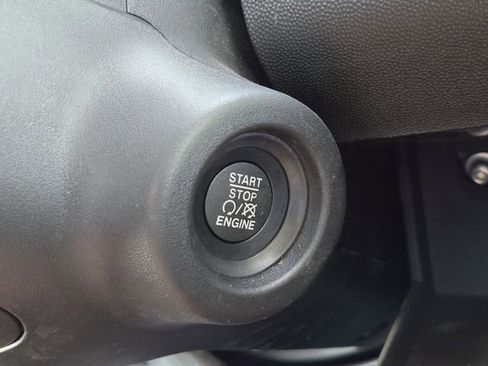 START
STOP
/
ENGINE